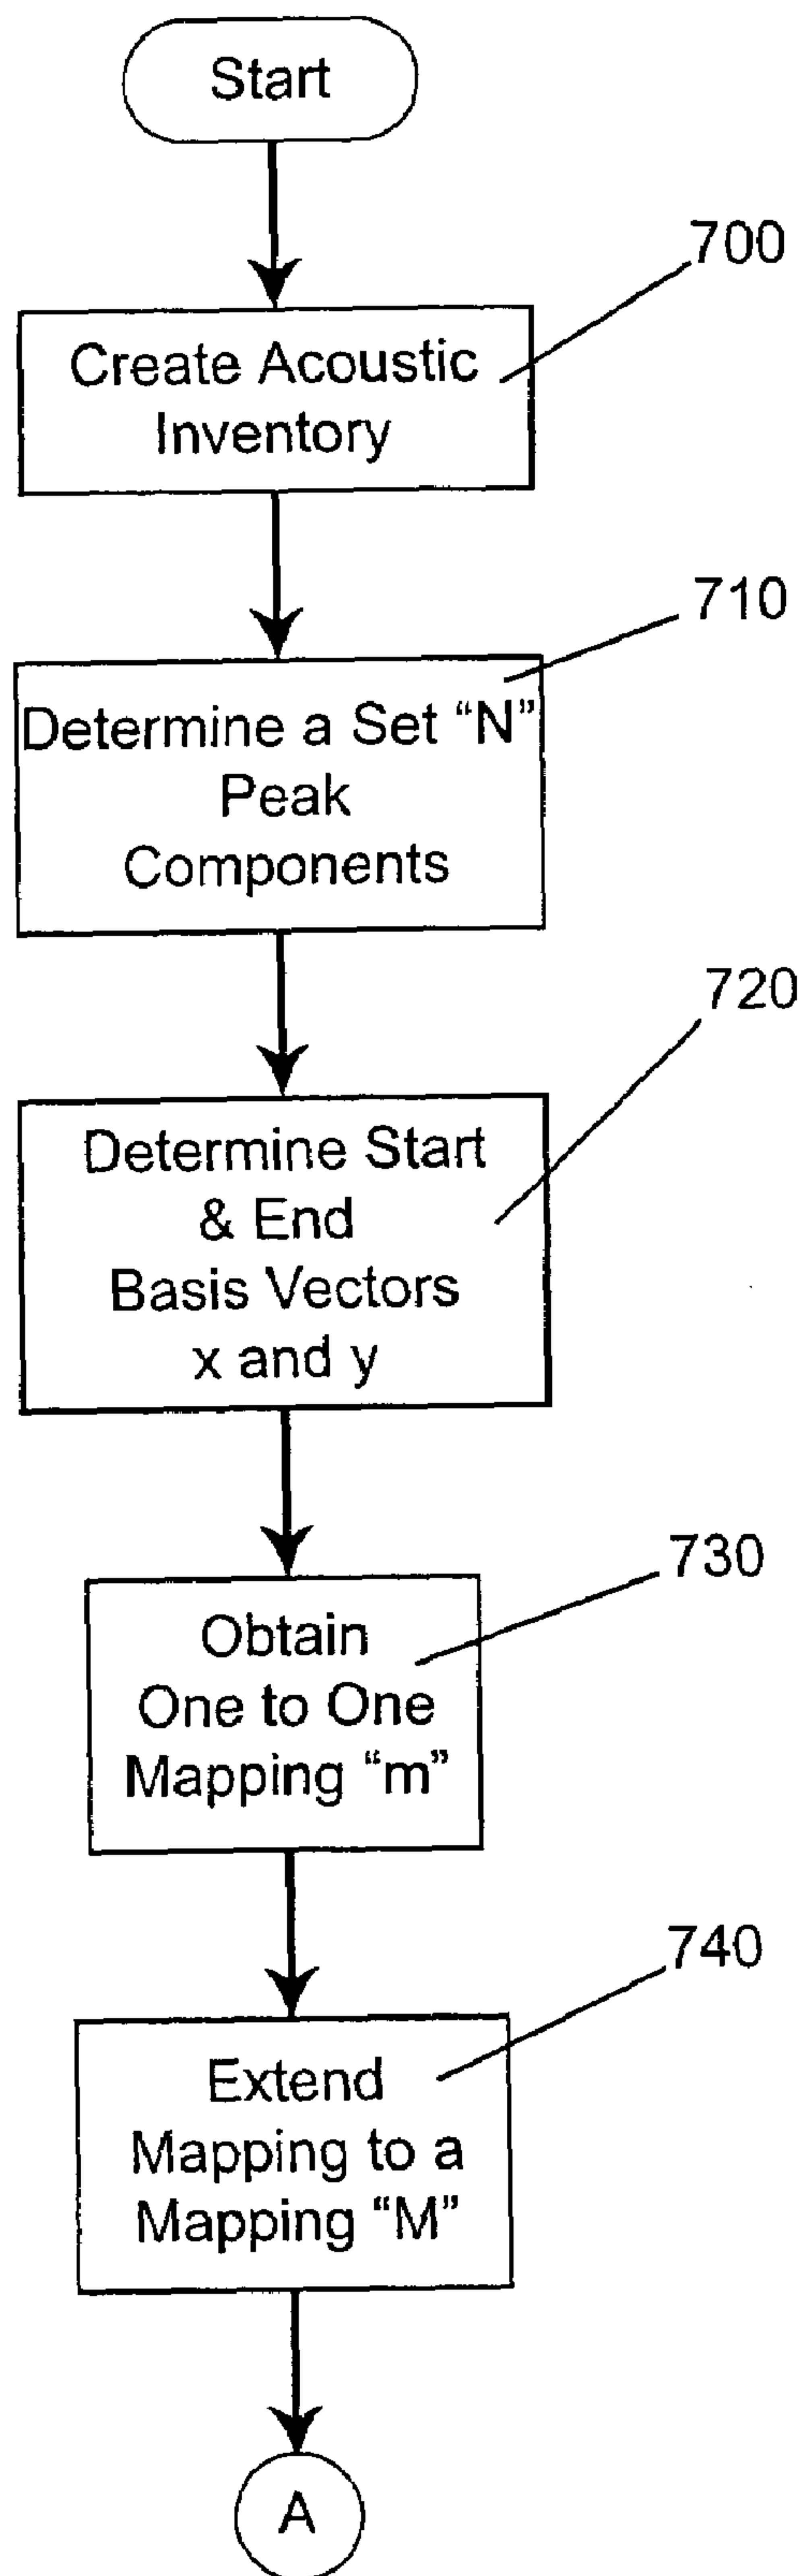 Start
700
Create Acoustic
Inventory
710
Determine a Set “N”
Peak
Components
720
Determine Start
& End
Basis Vectors
x and y
730
Obtain
One to One
Mapping “m”
740
Extend
Mapping to a
Mapping “M”
A